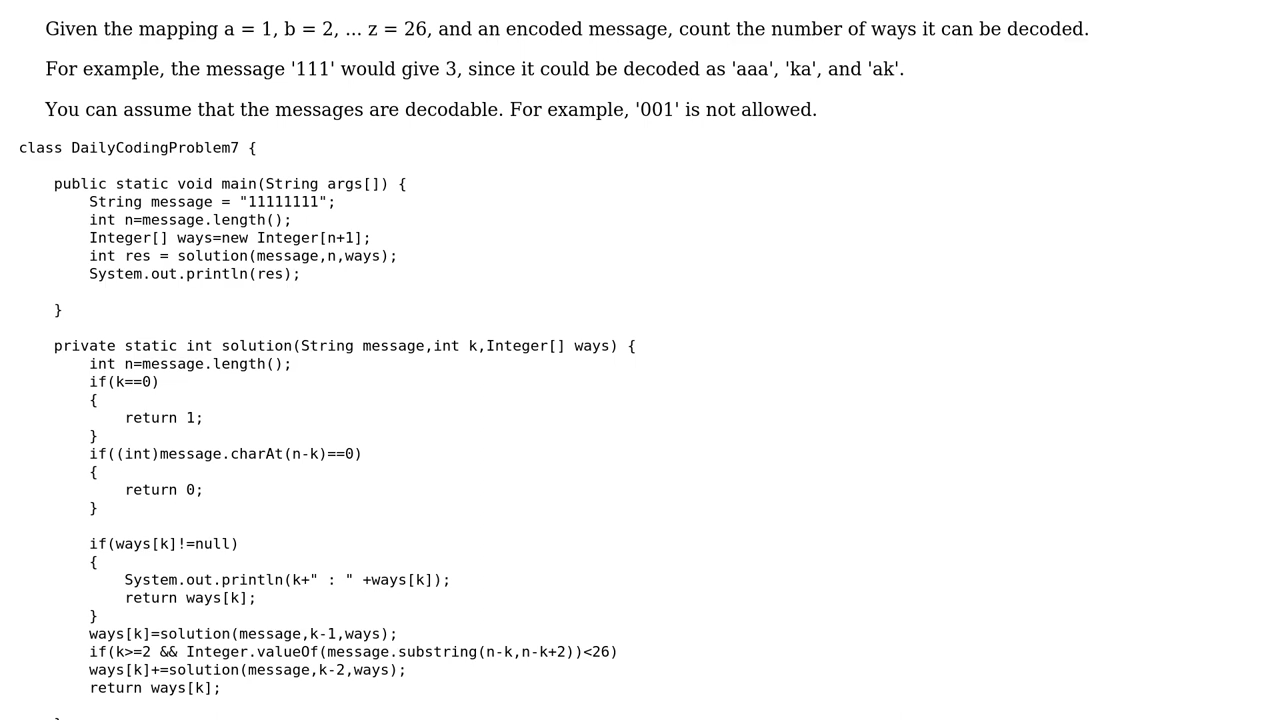 Given the mapping a = 1, b = 2, ... z = 26, and an encoded message, count the number of ways it can be decoded.
For example, the message '111' would give 3, since it could be decoded as 'aaa', 'ka', and 'ak'.
You can assume that the messages are decodable. For example, '001' is not allowed.
class DailyCodingProblem7 {
    public static void main(String args[]) {
        String message = "11111111";
        int n=message.length();
        Integer[] ways=new Integer[n+1];
        int res = solution(message,n,ways);
        System.out.println(res);
    }
    private static int solution(String message,int k,Integer[] ways) {
        int n=message.length();
        if(k==0)
        {
            return 1;
        }
        if((int)message.charAt(n-k)==0)
        {
            return 0;
        }
        if(ways[k]!=null)
        {
            System.out.println(k+" : " +ways[k]);
            return ways[k];
        }
        ways[k]=solution(message,k-1,ways);
        if(k>=2 && Integer.valueOf(message.substring(n-k,n-k+2))<26)
        ways[k]+=solution(message,k-2,ways);
        return ways[k];
    }